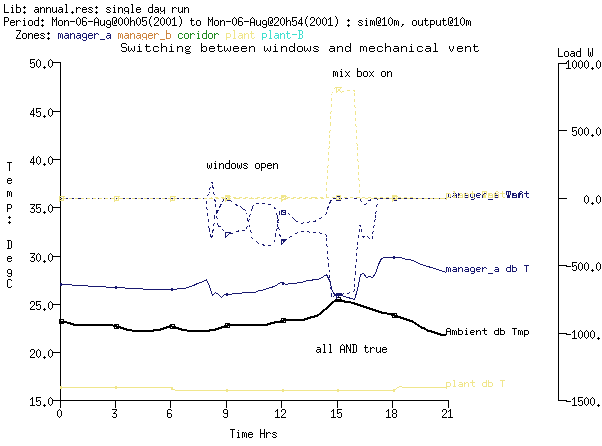 Lib: annual.res: single day run
Period: Mon-06-Aug@00h05(2001) to Mon-06-Aug@20h54(2001) : sim@10m, output@10m
Zones: manager_a manager_b coridor plant plant-B
Switching between windows and mechanical vent
Load W
50.0
1000.0
mix box on
45.0
500.0
40.0
windows open
manager_a
0.0
35.0
Temp: DegC
30.0
manager_a db T
-500.0
25.0
Ambient db Tmp
-1000.0
20.0
all AND true
plant db T
15.0
-1500.
0
3
6
9
12
15
18
21
Time Hrs